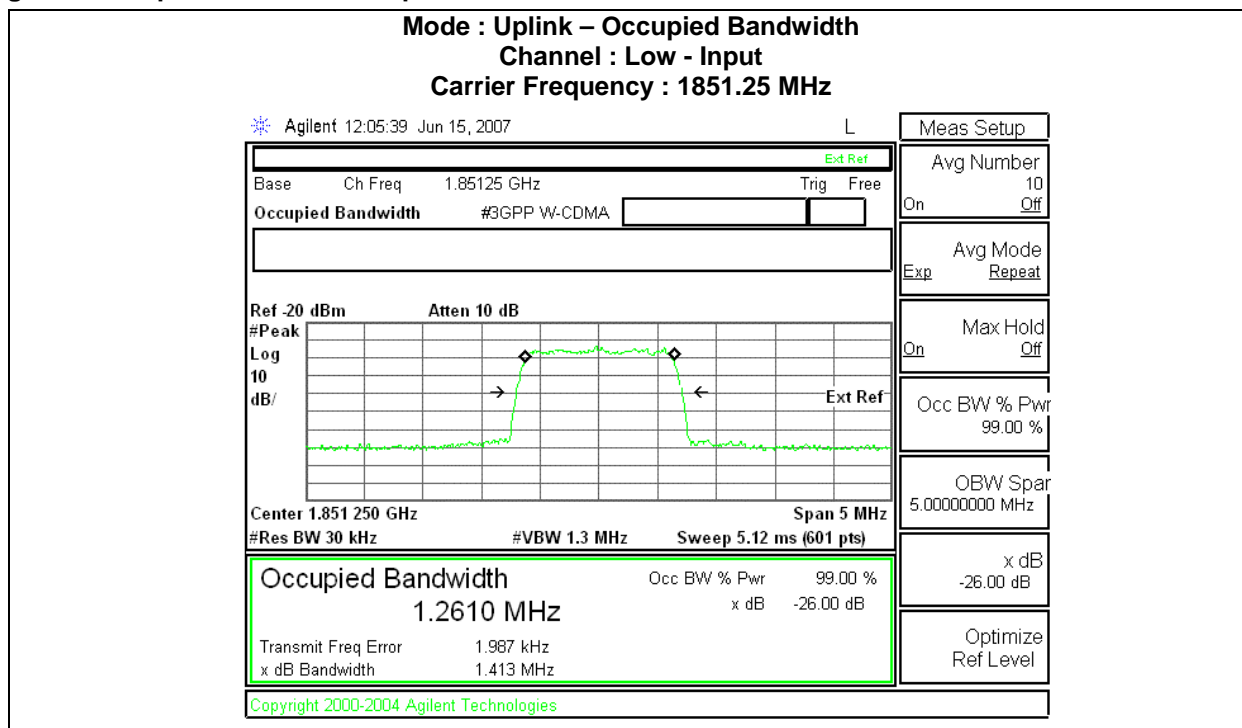 Mode : Uplink – Occupied Bandwidth
Channel : Low - Input
Carrier Frequency : 1851.25 MHz
Agilent 12:05:39 Jun 15, 2007 L
Ext Ref
Base Ch Freq 1.85125 GHz Trig Free
Occupied Bandwidth #3GPP W-CDMA
Ref -20 dBm Atten 10 dB
#Peak
Log
10
dB/
Ext Ref
Center 1.851 250 GHz Span 5 MHz
#Res BW 30 kHz #VBW 1.3 MHz Sweep 5.12 ms (601 pts)
Occupied Bandwidth Occ BW % Pwr 99.00 %
1.2610 MHz x dB -26.00 dB
Transmit Freq Error 1.987 kHz
x dB Bandwidth 1.413 MHz
Copyright 2000-2004 Agilent Technologies
Meas Setup
Avg Number
10
On Off
Avg Mode
Exp Repeat
Max Hold
On Off
Occ BW % Pwr
99.00 %
OBW Span
5.00000000 MHz
x dB
-26.00 dB
Optimize
Ref Level